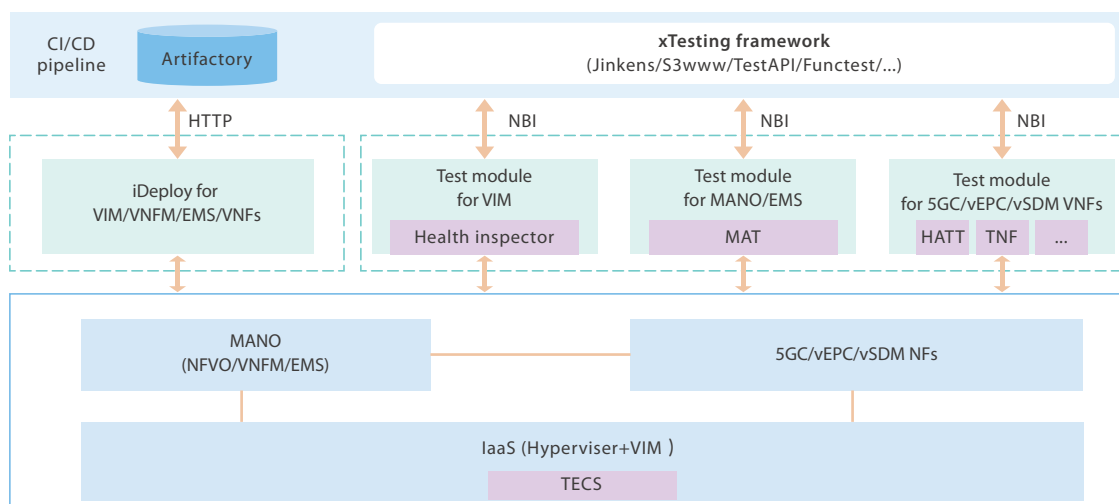 CI/CD
pipeline
Artifactory
xTesting framework
(Jinkens/S3www/TestAPI/Functest/...)
HTTP
NBI
NBI
NBI
iDeploy for
VIM/VNFM/EMS/VNFs
Test module
for VIM
Health inspector
Test module
for MANO/EMS
MAT
Test module
for 5GC/vEPC/vSDM VNFs
HATT
TNF
...
MANO
(NFVO/VNFM/EMS)
5GC/vEPC/vSDM NFs
IaaS (Hyperviser+VIM )
TECS